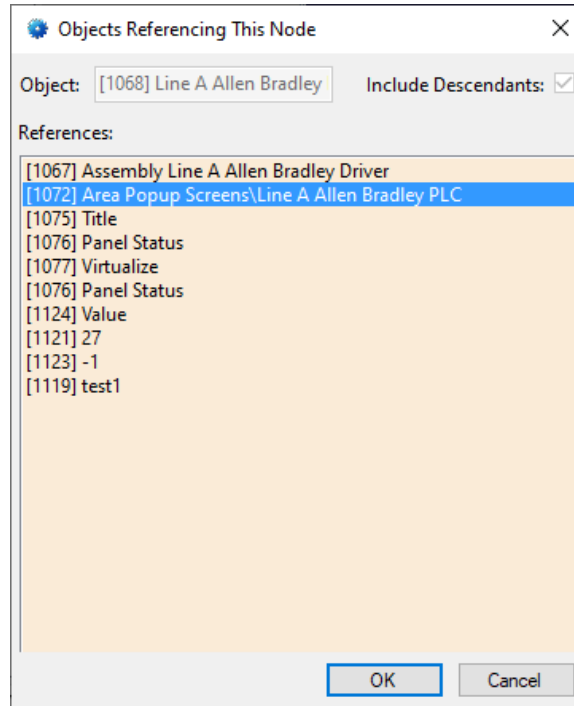 Objects Referencing This Node
Object: [1068] Line A Allen Bradley Include Descendants:
References:
[1067] Assembly Line A Allen Bradley Driver
[1072] Area Popup Screens\Line A Allen Bradley PLC
[1075] Title
[1076] Panel Status
[1077] Virtualize
[1076] Panel Status
[1124] Value
[1121] 27
[1123] -1
[1119] test1
OK Cancel